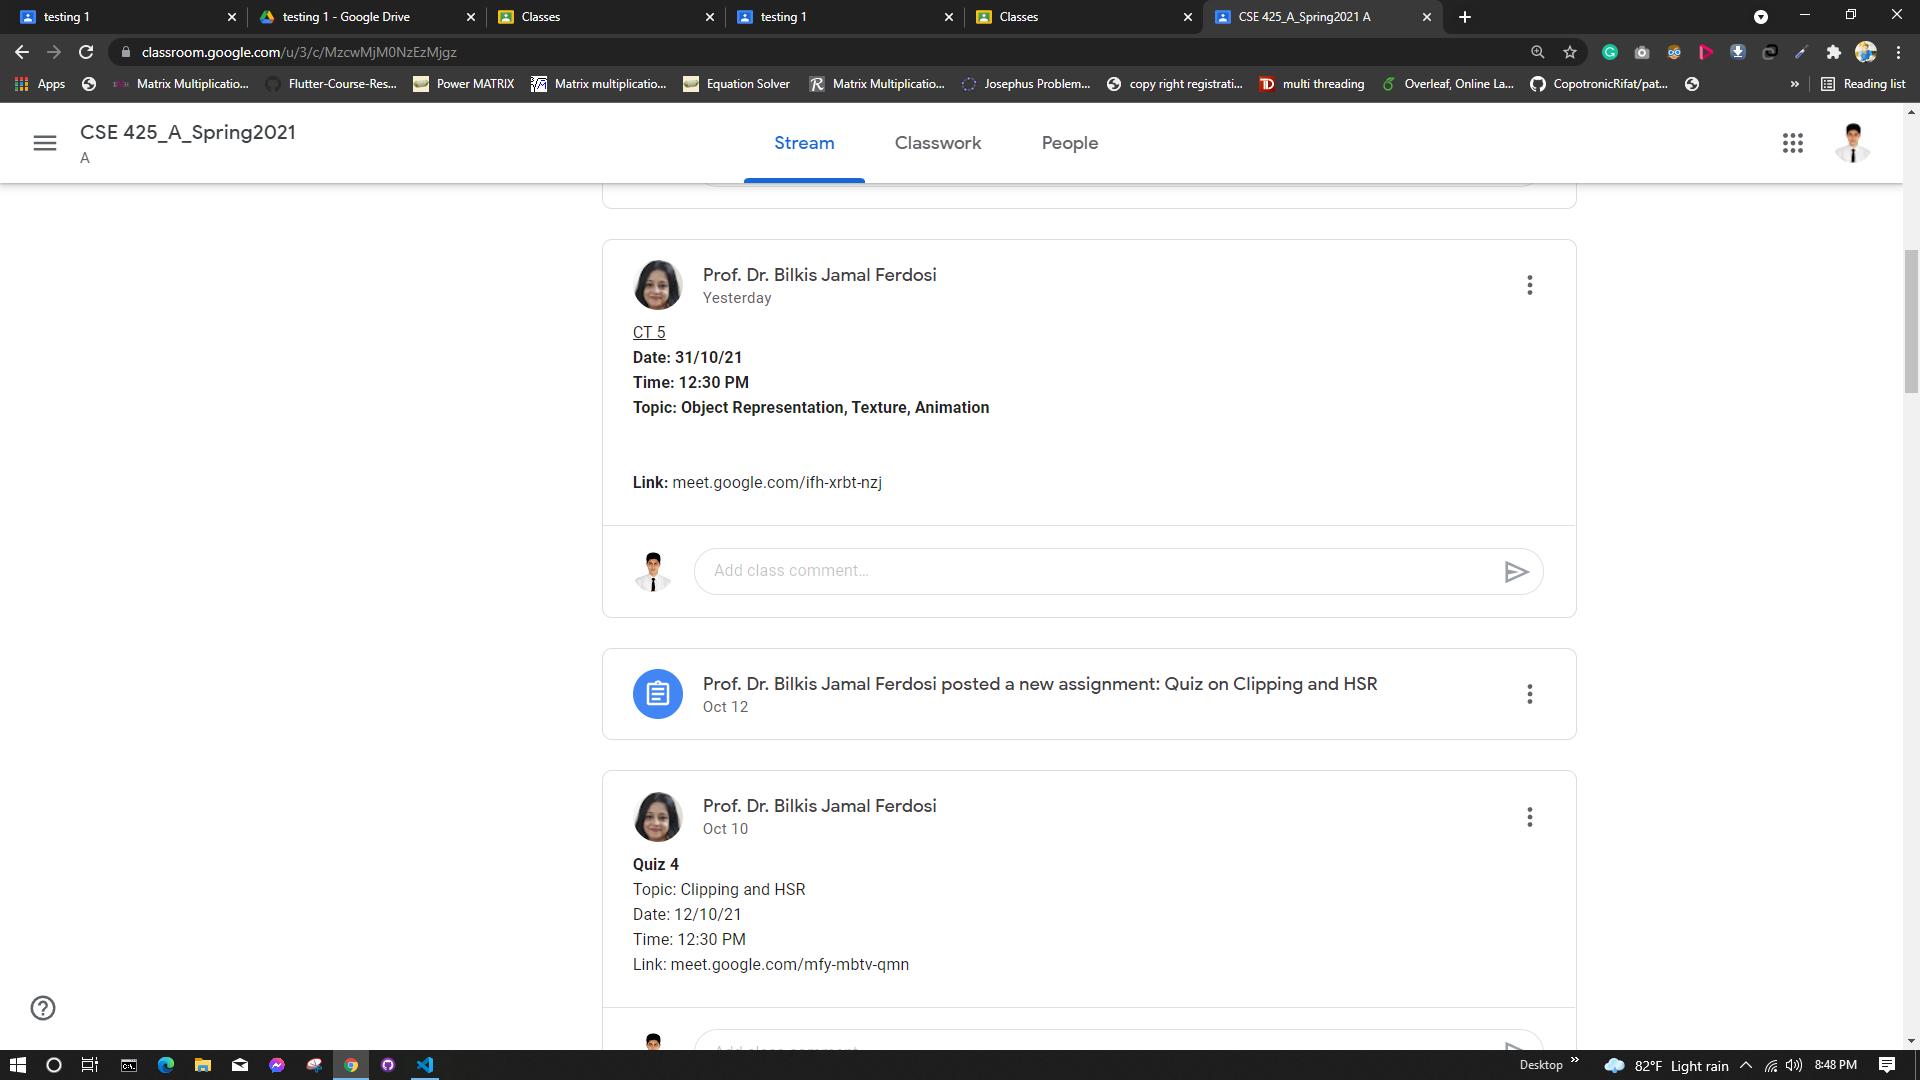 testing 1
testing 1 - Google Drive
Classes
testing 1
Classes
CSE 425_A_Spring2021 A
classroom.google.com/u/3/c/MzcwMjM0NzEzMjgz
Apps
Matrix Multiplicatio...
Flutter-Course-Res...
Power MATRIX
Matrix multiplicatio...
Equation Solver
Matrix Multiplicatio...
Josephus Problem...
copy right registrati...
multi threading
Overleaf, Online La...
CopotronicRifat/pat...
»
Reading list
CSE 425_A_Spring2021
A
Stream
Classwork
People
Prof. Dr. Bilkis Jamal Ferdosi
Yesterday
CT 5
Date: 31/10/21
Time: 12:30 PM
Topic: Object Representation, Texture, Animation
Link: meet.google.com/ifh-xrbt-nzj
Add class comment...
Prof. Dr. Bilkis Jamal Ferdosi posted a new assignment: Quiz on Clipping and HSR
Oct 12
Prof. Dr. Bilkis Jamal Ferdosi
Oct 10
Quiz 4
Topic: Clipping and HSR
Date: 12/10/21
Time: 12:30 PM
Link: meet.google.com/mfy-mbtv-qmn
Desktop
»
82°F Light rain
8:48 PM